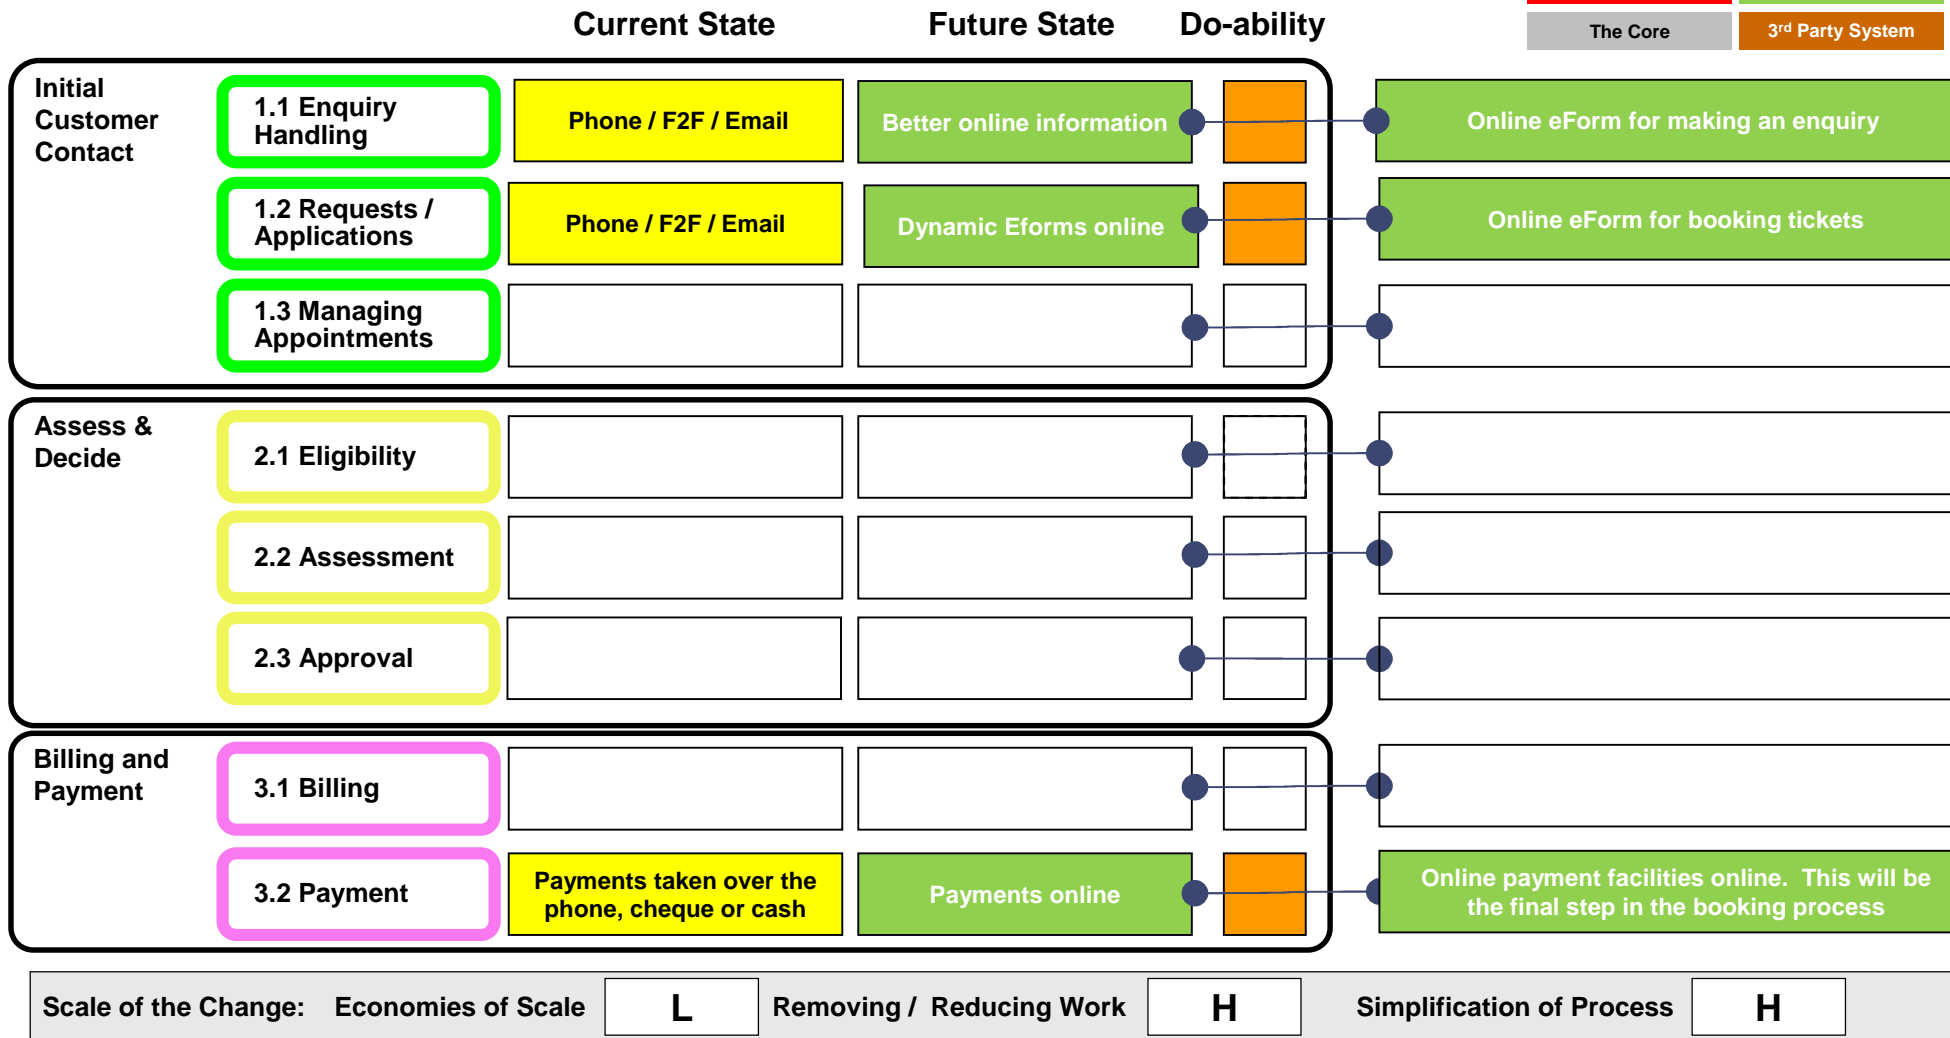 Current State
Future State
Do-ability
The Core
3rd Party System
Initial
Customer
Contact
1.1 Enquiry
Handling
Phone / F2F / Email
Better online information
Online eForm for making an enquiry
1.2 Requests /
Applications
Phone / F2F / Email
Dynamic Eforms online
Online eForm for booking tickets
1.3 Managing
Appointments
Assess &
Decide
2.1 Eligibility
2.2 Assessment
2.3 Approval
Billing and
Payment
3.1 Billing
3.2 Payment
Payments taken over the
phone, cheque or cash
Payments online
Online payment facilities online.  This will be
the final step in the booking process
Scale of the Change:
Economies of Scale
L
Removing /  Reducing Work
H
Simplification of Process
H